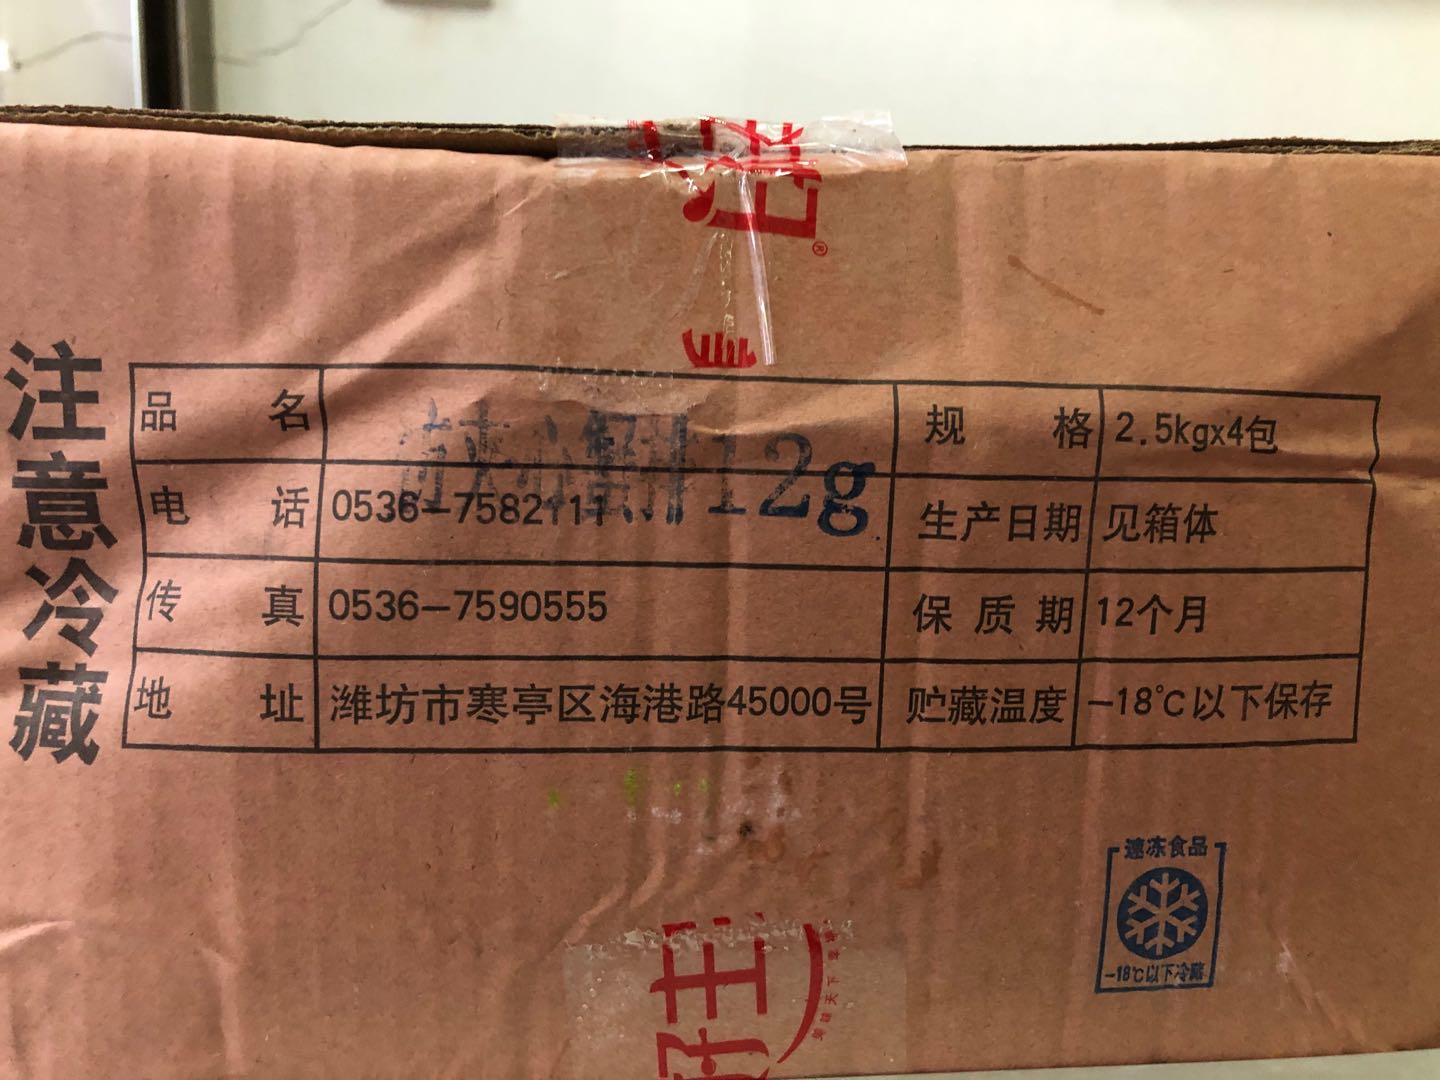 注意冷藏
品名
12g
规格 2.5kgx4包
电话 0536-7582111
生产日期 见箱体
传真 0536-7590555
保质期 12个月
地址 潍坊市寒亭区海港路45000号
贮藏温度 -18℃以下保存
速冻食品
-18℃以下冷藏